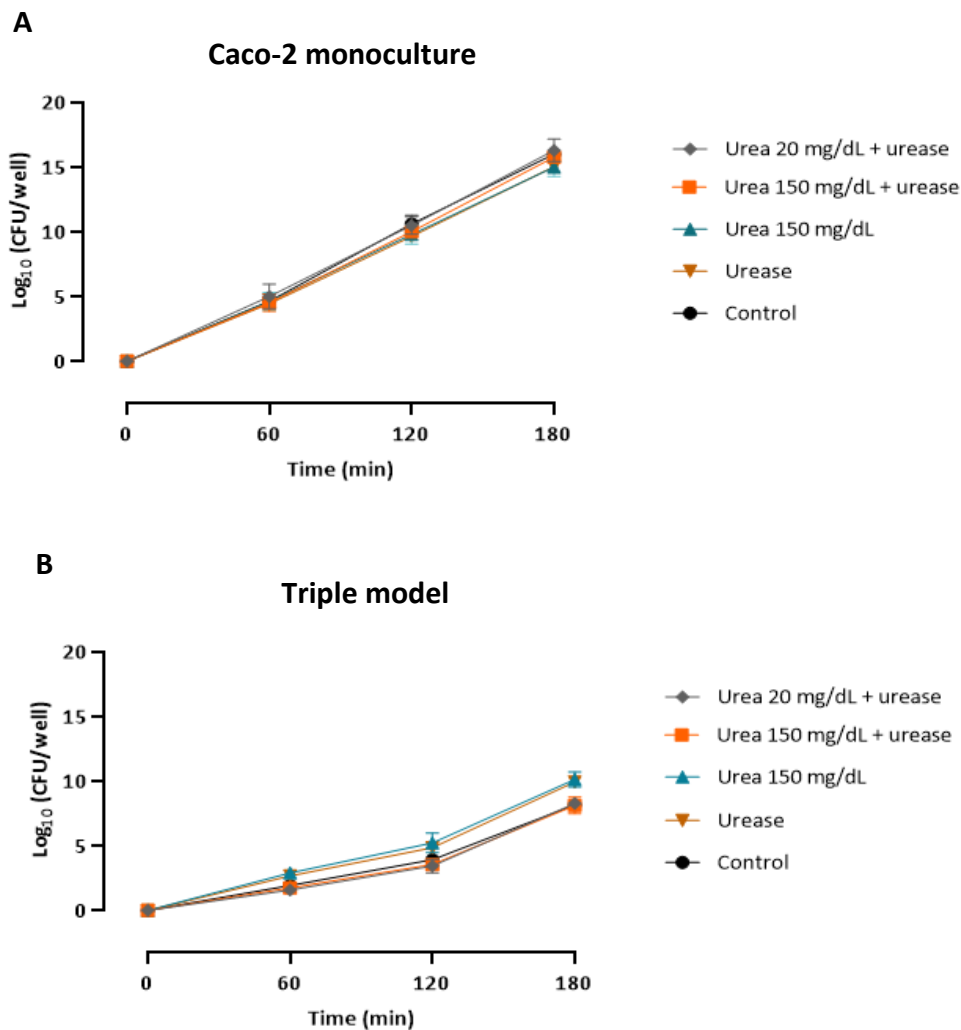 A
Caco-2 monoculture
Log₁₀ (CFU/well)
20
15
10
5
0
0 60 120 180
Time (min)
Urea 20 mg/dL + urease
Urea 150 mg/dL + urease
Urea 150 mg/dL
Urease
Control
B
Triple model
Log₁₀ (CFU/well)
20
15
10
5
0
0 60 120 180
Time (min)
Urea 20 mg/dL + urease
Urea 150 mg/dL + urease
Urea 150 mg/dL
Urease
Control